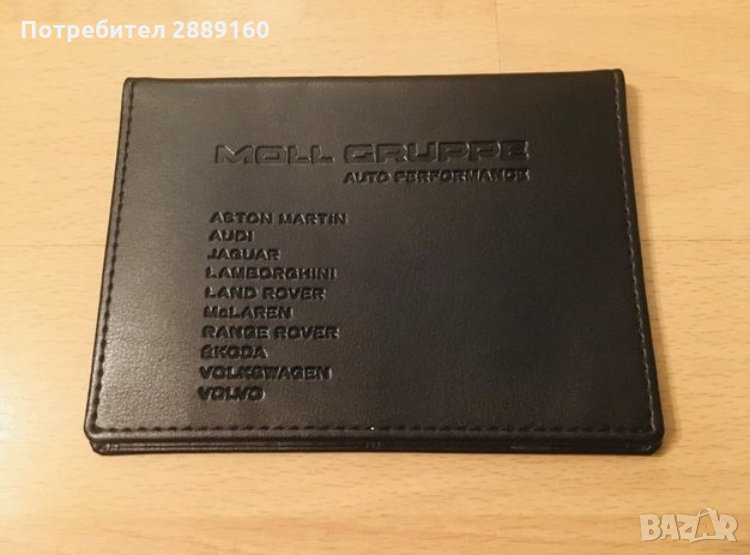 Потребител 2889160
MOLL GRUPPE
AUTO PERFORMANCE
ASTON MARTIN
AUDI
JAGUAR
LAMBORGHINI
LAND ROVER
McLAREN
RANGE ROVER
ŠKODA
VOLKSWAGEN
VOLVO
BAZAR